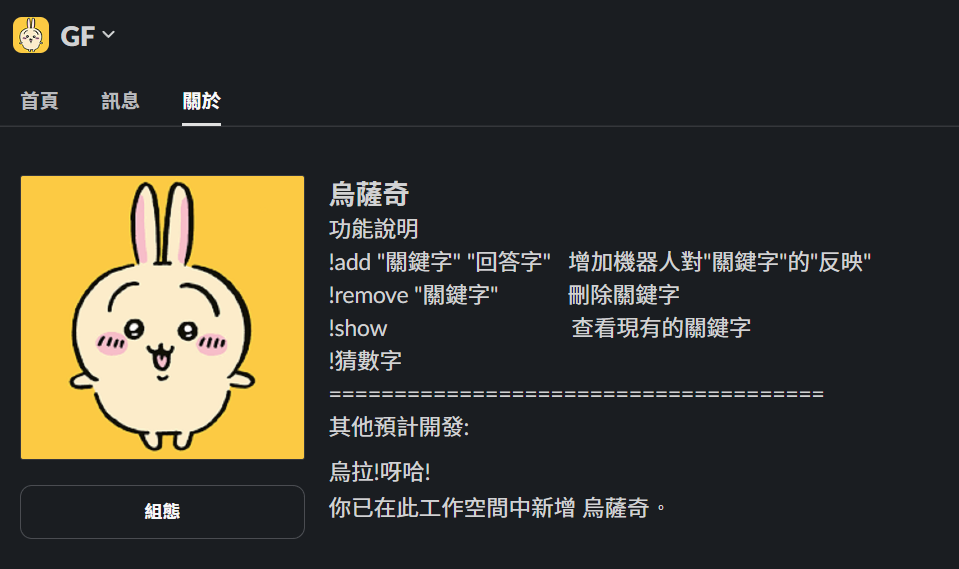 GF
首頁 訊息 關於
烏薩奇
功能說明
!add "關鍵字" "回答字" 增加機器人對"關鍵字"的"反映"
!remove "關鍵字" 刪除關鍵字
!show 查看現有的關鍵字
!猜數字
======================================
其他預計開發:
烏拉!呀哈!
你已在此工作空間中新增 烏薩奇。
組態